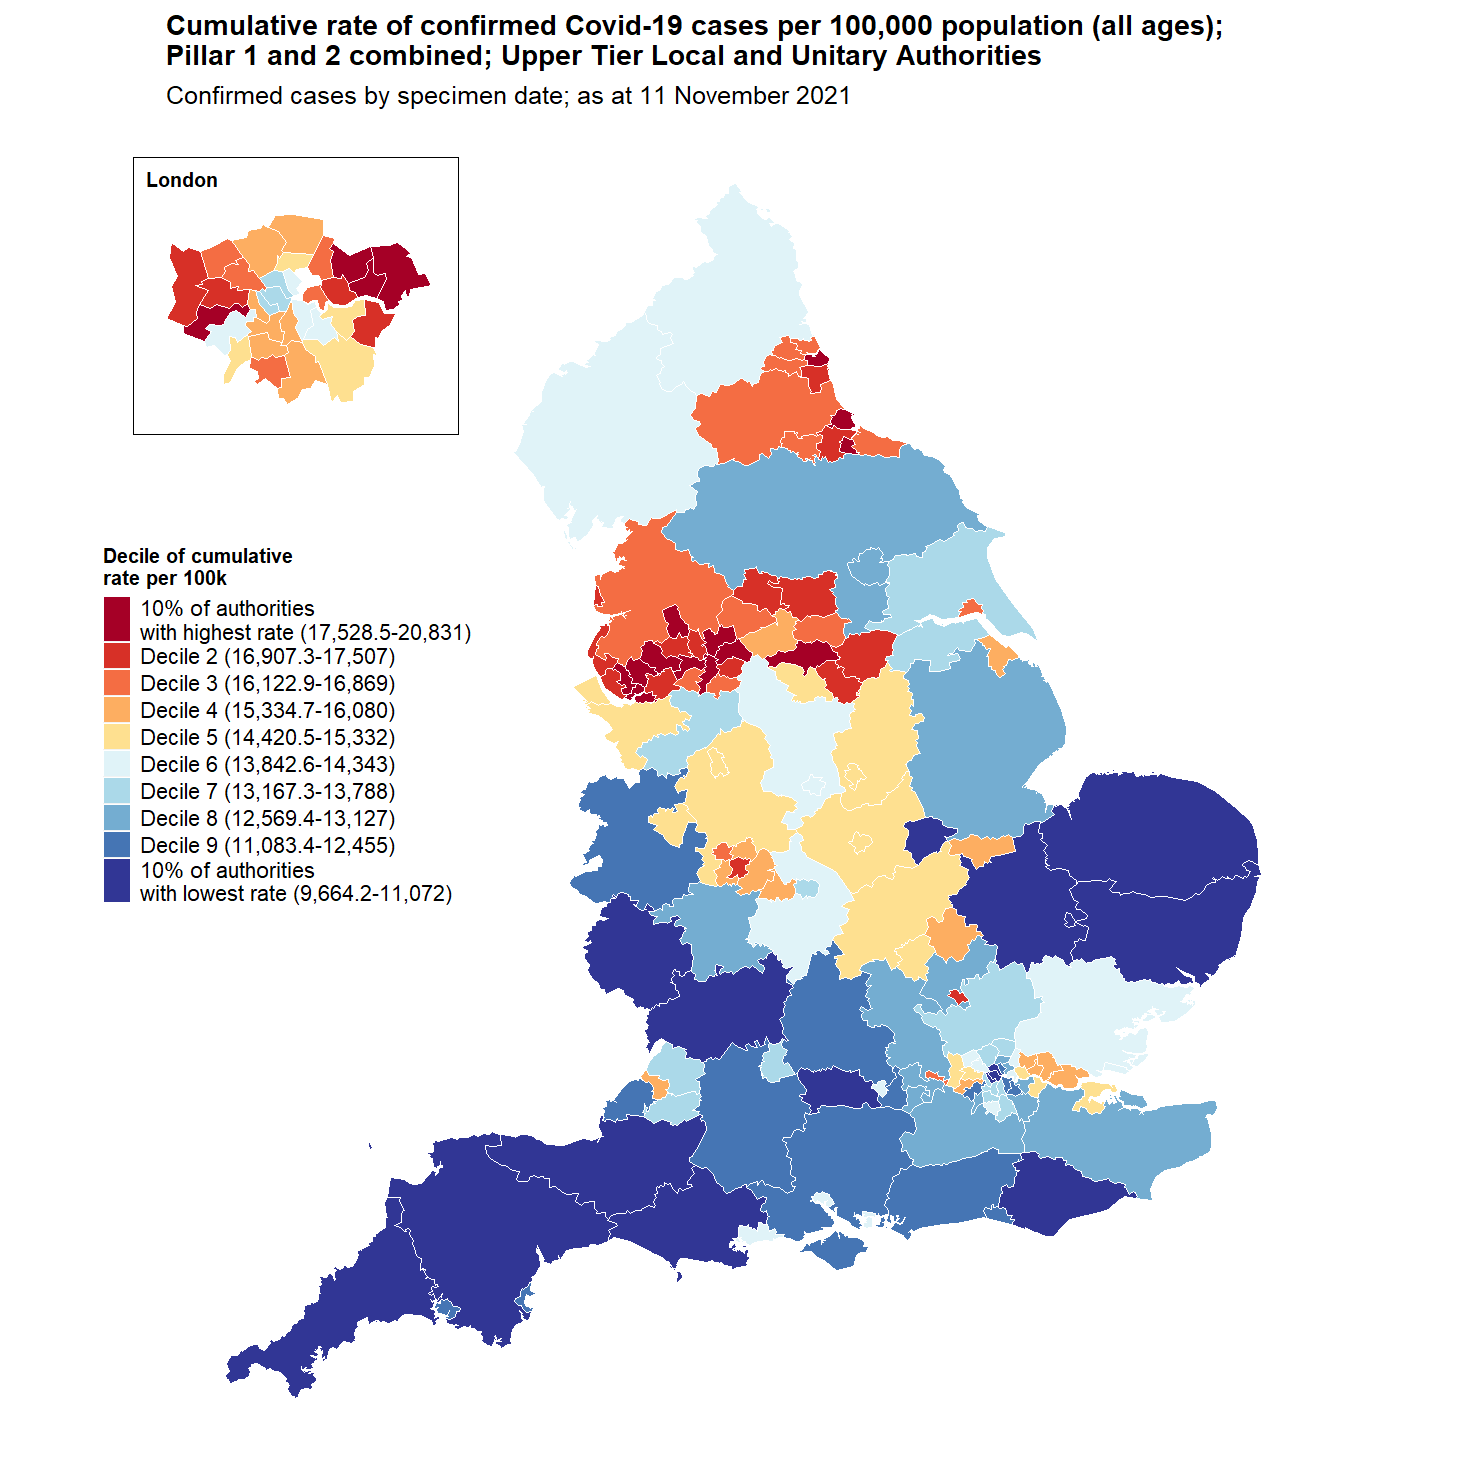 Cumulative rate of confirmed Covid-19 cases per 100,000 population (all ages);
Pillar 1 and 2 combined; Upper Tier Local and Unitary Authorities
Confirmed cases by specimen date; as at 11 November 2021
London
Decile of cumulative
rate per 100k
10% of authorities
with highest rate (17,528.5-20,831)
Decile 2 (16,907.3-17,507)
Decile 3 (16,122.9-16,869)
Decile 4 (15,334.7-16,080)
Decile 5 (14,420.5-15,332)
Decile 6 (13,842.6-14,343)
Decile 7 (13,167.3-13,788)
Decile 8 (12,569.4-13,127)
Decile 9 (11,083.4-12,455)
10% of authorities
with lowest rate (9,664.2-11,072)